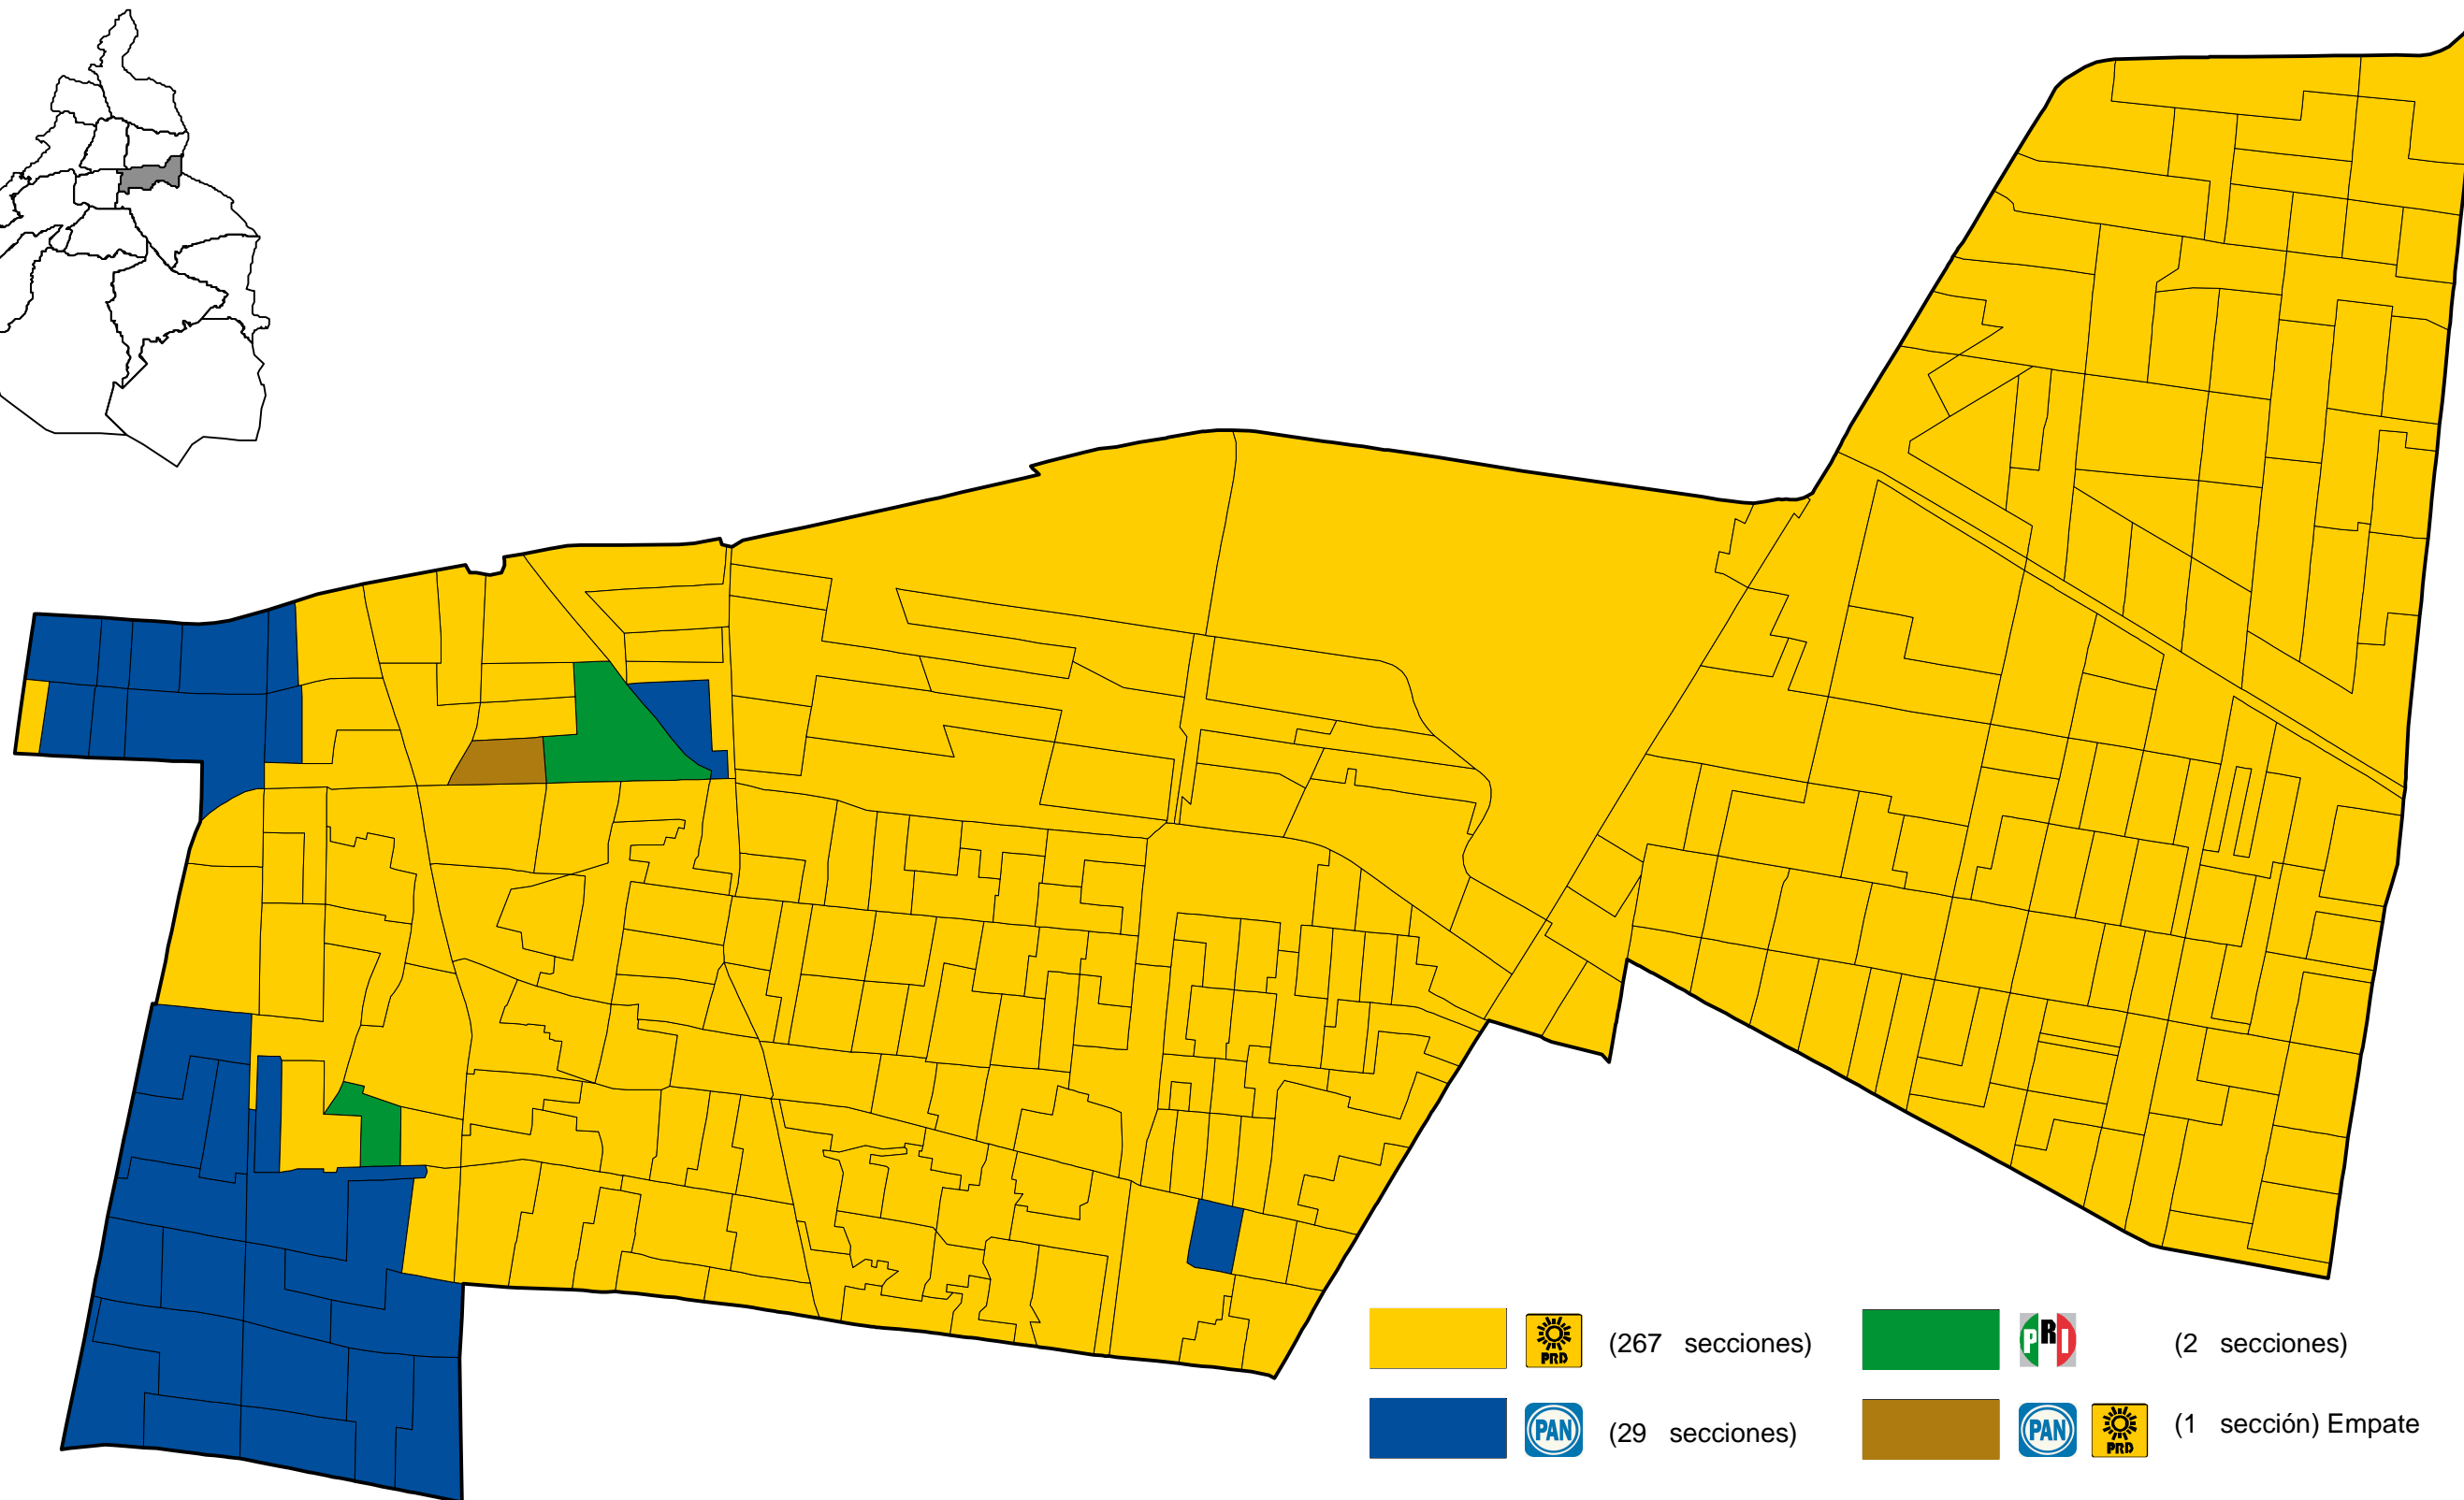 PRD (267 secciones)
PRI (2 secciones)
PAN (29 secciones)
PAN PRD (1 sección) Empate